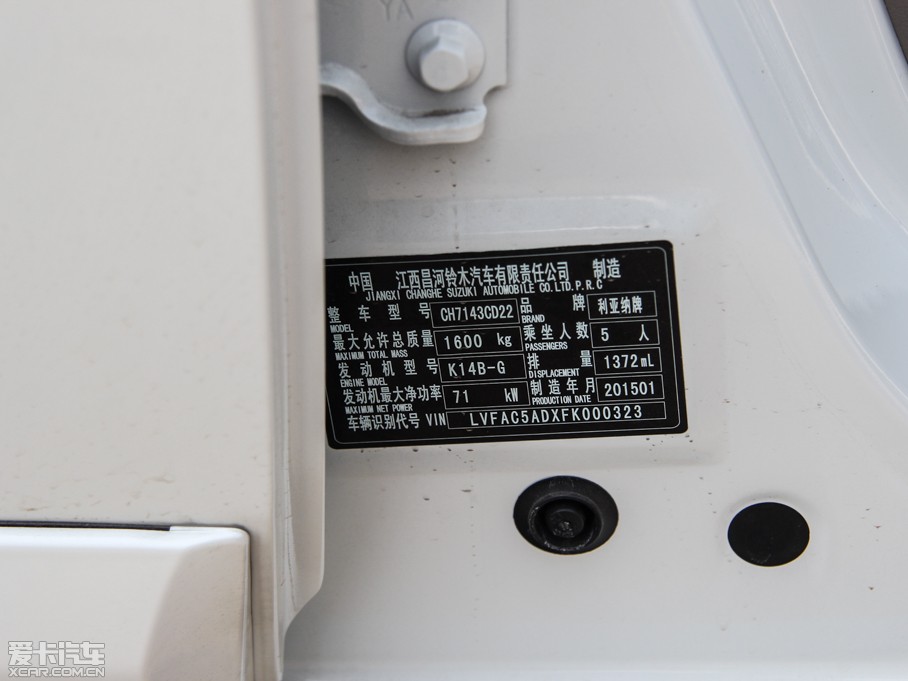 YA
中国 江西昌河铃木汽车有限责任公司 制造
JIANGXI CHANGHE SUZUKI AUTOMOBILE CO.LTD.P.R.C
整车型号 CH7143CD22 品牌 利亚纳牌
MODEL BRAND
最大允许总质量 1600 kg 乘坐人数 5 人
MAXIMUM TOTAL MASS PASSENGERS
发动机型号 K14B-G 排量 1372mL
ENGINE MODEL DISPLACEMENT
发动机最大净功率 71 kW 制造年月 201501
MAXIMUM NET POWER PRODUCTION DATE
车辆识别代号 VIN LVFAC5ADXFK000323
爱卡汽车
XCAR.COM.CN